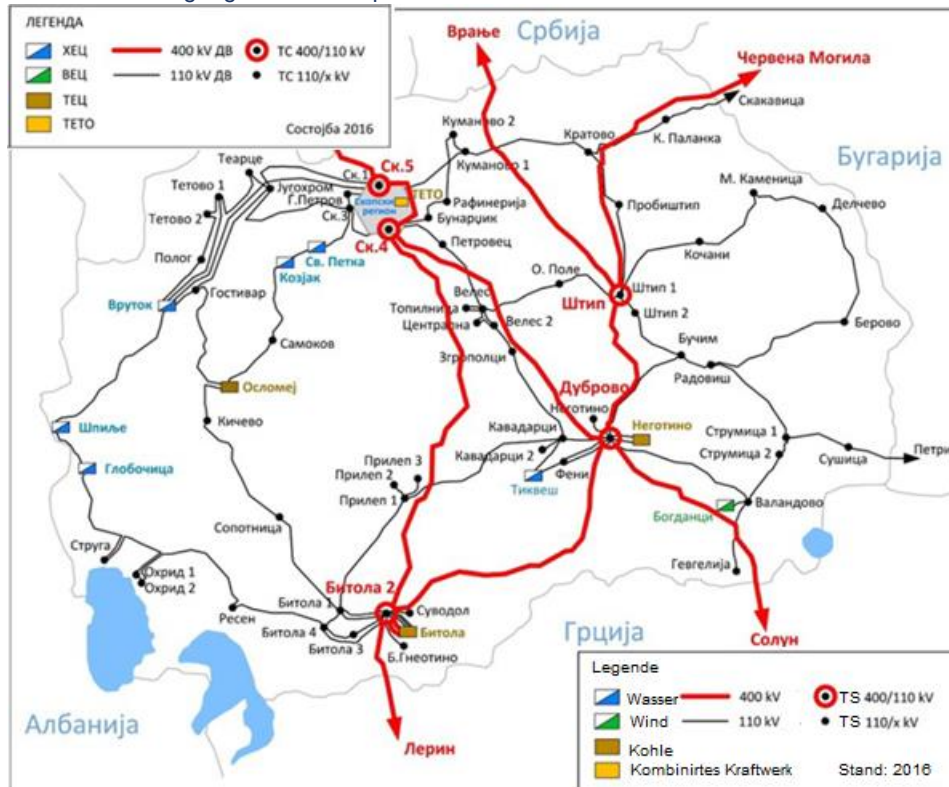 ЛЕГЕНДА
ХЕЦ
400 kV ДВ
ТС 400/110 kV
ВЕЦ
110 kV ДВ
ТС 110/x kV
ТЕЦ
ТЕТО
Состојба 2016
Врање
Србија
Червена Могила
Скакавица
К. Паланка
Куманово 2
Кратово
Куманово 1
Бугарија
Теарце
Ск.1
Ск.5
Тетово 1
Југохром
Г.Петров
ТЕТО
М. Каменица
Скопски
регион
Рафинерија
Пробиштип
Делчево
Тетово 2
Ск.3
Бунарџик
Ск.4
Петровец
Св. Петка
Кочани
Полог
Козјак
О. Поле
Гостивар
Велес
Штип 1
Вруток
Топилница
Штип
Централна
Велес 2
Штип 2
Берово
Самоков
Бучим
Згрополци
Радовиш
Дуброво
Осломеј
Неготино
Кичево
Кавадарци
Неготино
Шпиље
Струмица 1
Прилеп 3
Кавадарци 2
Струмица 2
Сушица
Петри
Глобочица
Прилеп 2
Фени
Тиквеш
Прилеп 1
Валандово
Богданци
Сопотница
Струга
Гевгелија
Охрид 1
Охрид 2
Битола 2
Ресен
Битола 1
Суводол
Битола 4
Битола
Грција
Солун
Битола 3
Б.Гнеотино
Албанија
Лерин
Legende
Wasser
400 kV
TS 400/110 kV
Wind
110 kV
TS 110/x kV
Kohle
Kombinirtes Kraftwerk
Stand: 2016